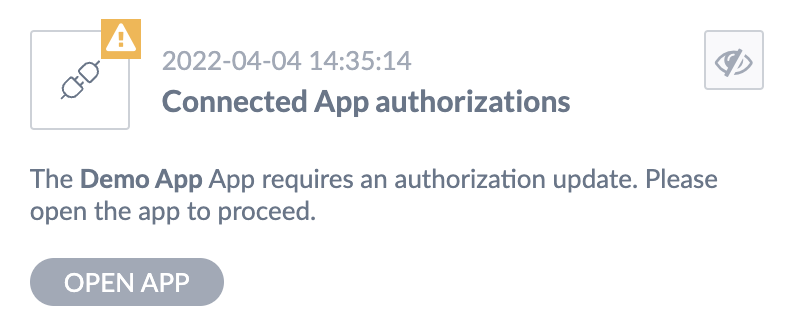 2022-04-04 14:35:14
Connected App authorizations
The Demo App App requires an authorization update. Please
open the app to proceed.
OPEN APP